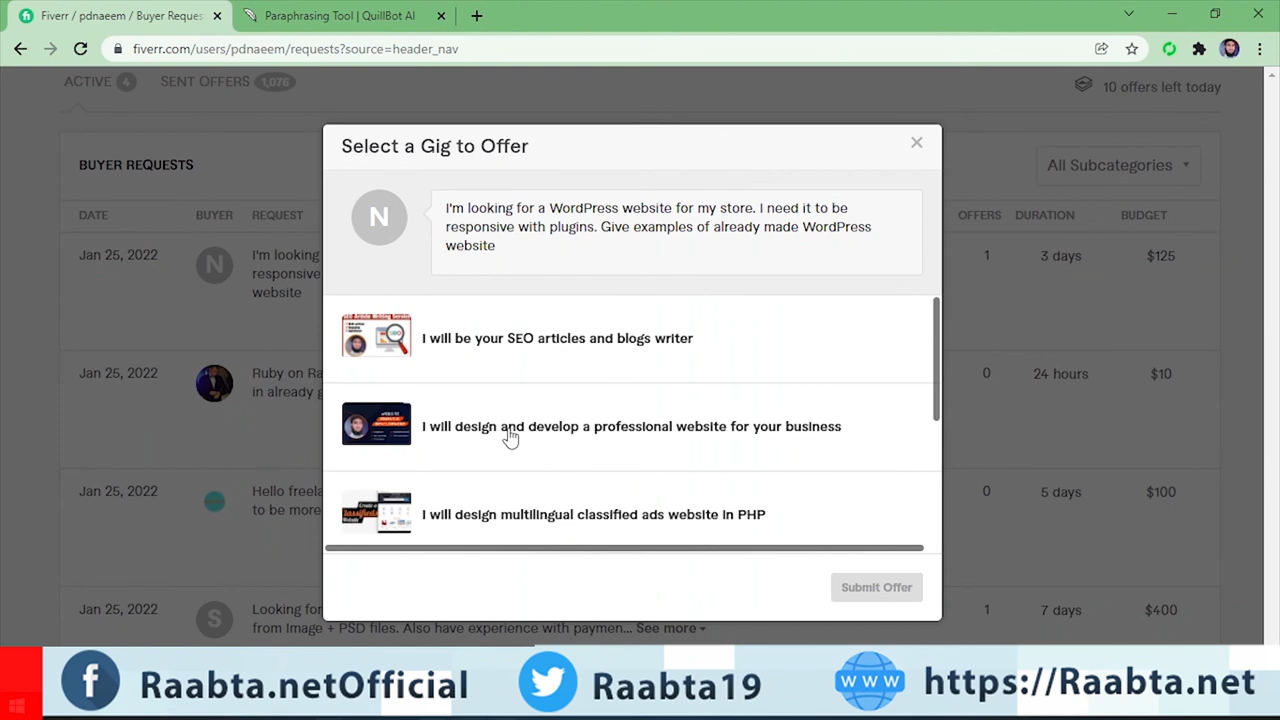 Fiverr / pdnaeem / Buyer Reques
Paraphrasing Tool | QuillBot AI
fiverr.com/users/pdnaeem/requests?source=header_nav
ACTIVE 4 SENT OFFERS 1,076
10 offers left today
Select a Gig to Offer
BUYER REQUESTS
All Subcategories
N
I'm looking for a WordPress website for my store. I need it to be
responsive with plugins. Give examples of already made WordPress
website
DATE BUYER REQUEST OFFERS DURATION BUDGET
Jan 25, 2022 N I'm looking 1 3 days $125
responsive
website
I will be your SEO articles and blogs writer
Jan 25, 2022 Ruby on Ra 0 24 hours $10
in already g
I will design and develop a professional website for your business
Jan 25, 2022 Hello freela 0 5 days $100
to be more
I will design multilingual classified ads website in PHP
Submit Offer
Jan 25, 2022 S Looking for 1 7 days $400
from Image + PSD files. Also have experience with paymen... See more
Raabta.netOfficial Raabta19 www https://Raabta.net